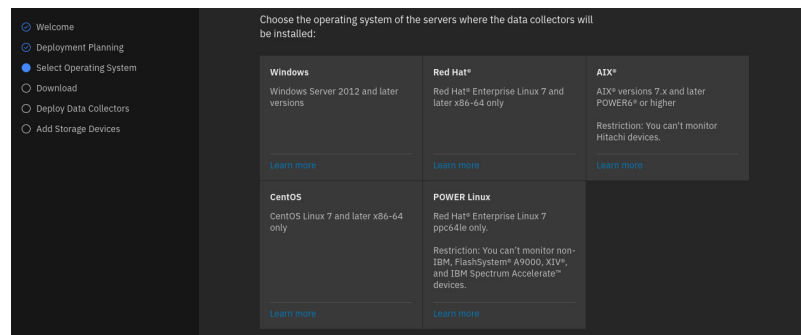 Welcome
Deployment Planning
Select Operating System
Download
Deploy Data Collectors
Add Storage Devices
Choose the operating system of the servers where the data collectors will
be installed:
Windows
Windows Server 2012 and later
versions
Learn more
Red Hat®
Red Hat® Enterprise Linux 7 and
later x86-64 only
Learn more
AIX®
AIX® versions 7.x and later
POWER6® or higher
Restriction: You can't monitor
Hitachi devices.
Learn more
CentOS
CentOS Linux 7 and later x86-64
only
Learn more
POWER Linux
Red Hat® Enterprise Linux 7
ppc64le only.
Restriction: You can't monitor non-
IBM, FlashSystem® A9000, XIV®,
and IBM Spectrum Accelerate™
devices.
Learn more